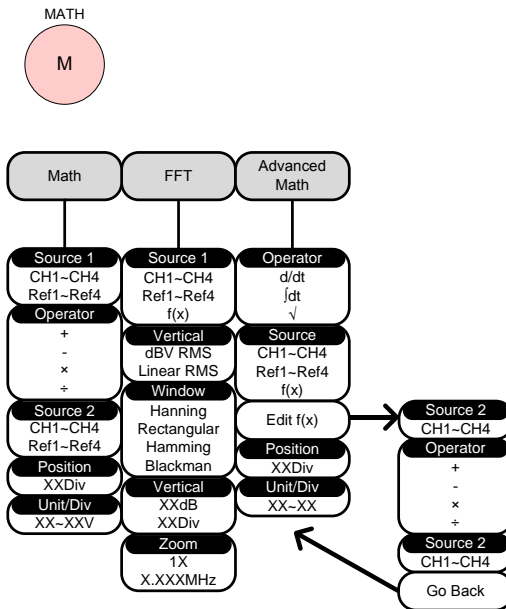 MATH
M
Math
Source 1
CH1~CH4
Ref1~Ref4
Operator
+
-
×
÷
Source 2
CH1~CH4
Ref1~Ref4
Position
XXDiv
Unit/Div
XX~XXV
FFT
Source 1
CH1~CH4
Ref1~Ref4
f(x)
Vertical
dBV RMS
Linear RMS
Window
Hanning
Rectangular
Hamming
Blackman
Vertical
XXdB
XXDiv
Zoom
1X
X.XXXMHz
Advanced
Math
Operator
d/dt
∫dt
√
Source
CH1~CH4
Ref1~Ref4
f(x)
Edit f(x)
Position
XXDiv
Unit/Div
XX~XX
Source 2
CH1~CH4
Operator
+
-
×
÷
Source 2
CH1~CH4
Go Back